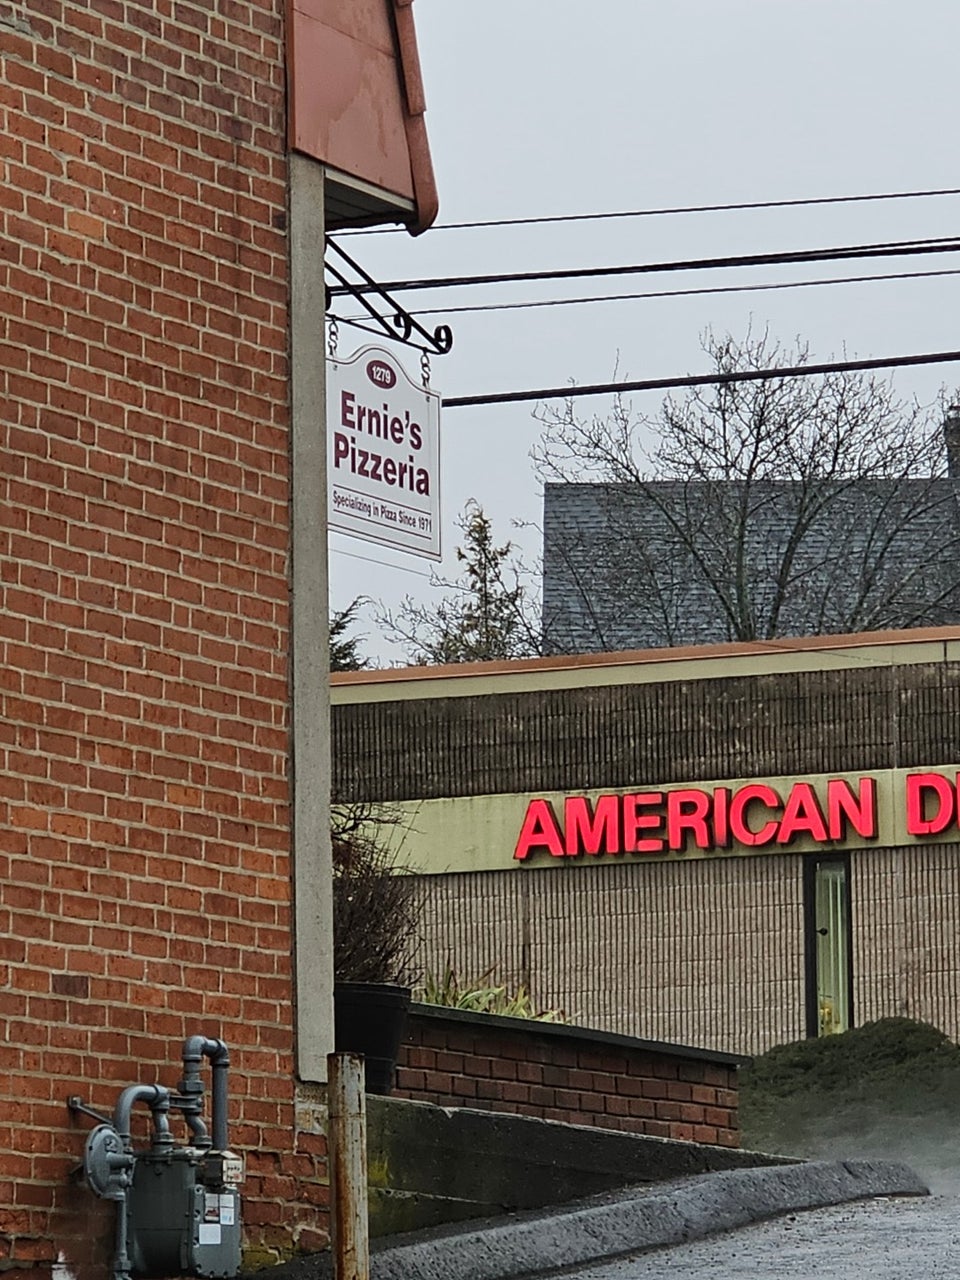 1279
Ernie's
Pizzeria
Specializing in Pizza Since 1971
AMERICAN D